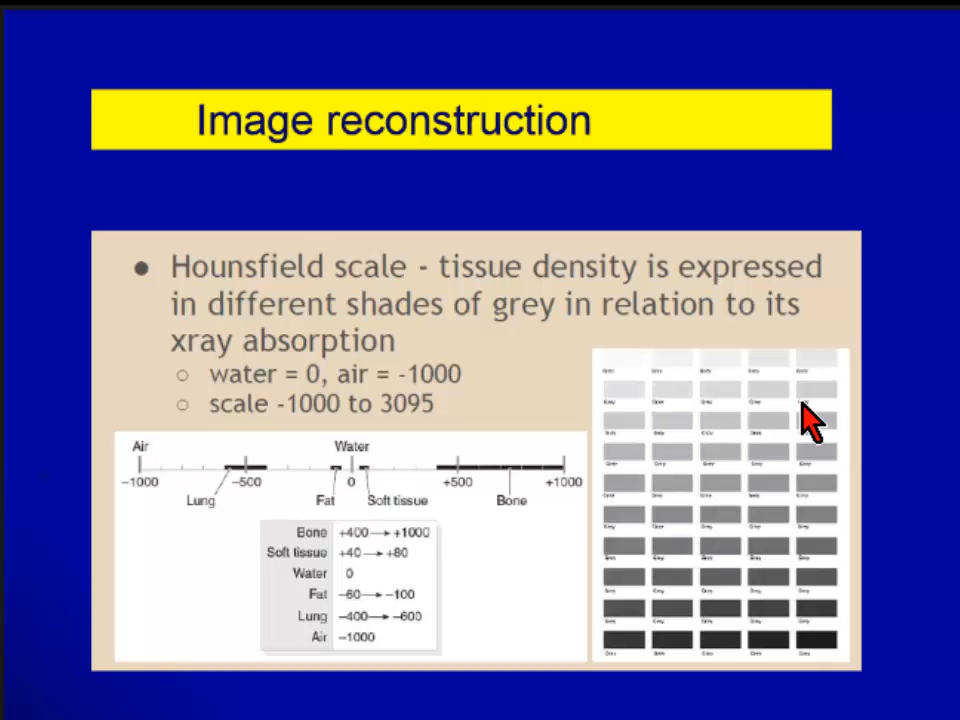 Image reconstruction
● Hounsfield scale - tissue density is expressed
in different shades of grey in relation to its
xray absorption
○ water = 0, air = -1000
○ scale -1000 to 3095
Air Water
−1000 −500 0 +500 +1000
Lung Fat Soft tissue Bone
Bone +400 → +1000
Soft tissue +40 → +80
Water 0
Fat −60 → −100
Lung −400 → −600
Air −1000